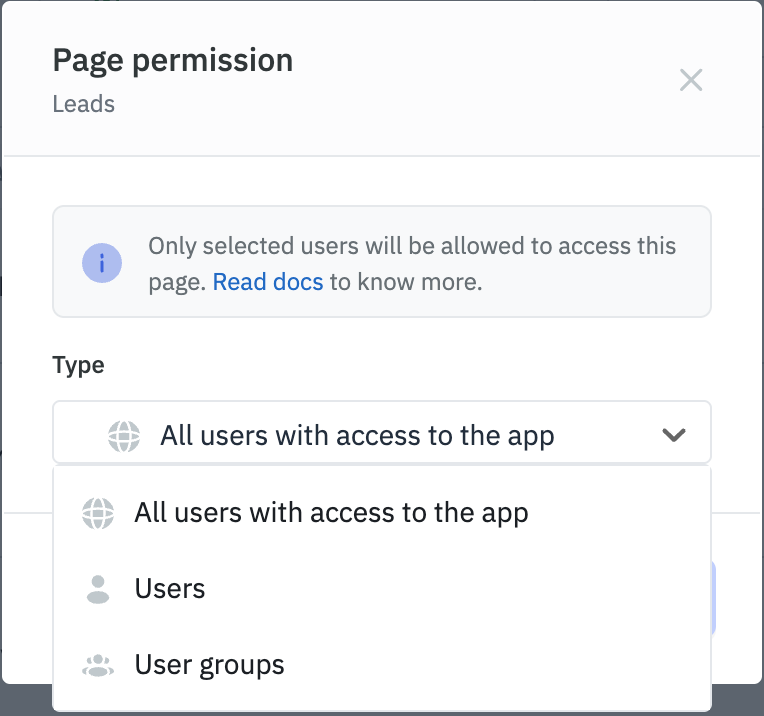 Page permission
Leads
Only selected users will be allowed to access this
page. Read docs to know more.
Type
All users with access to the app
All users with access to the app
Users
User groups